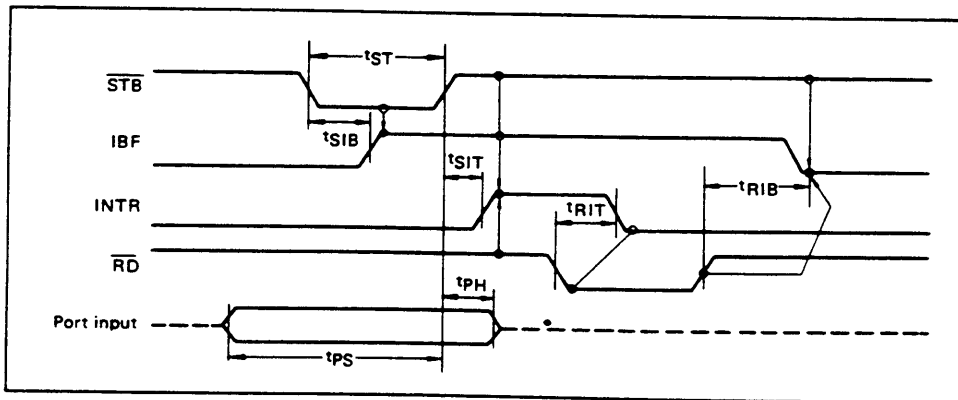 tST
STB
tSIB
IBF
tSIT
INTR
tRIT
tRIB
RD
tPH
Port input
tPS